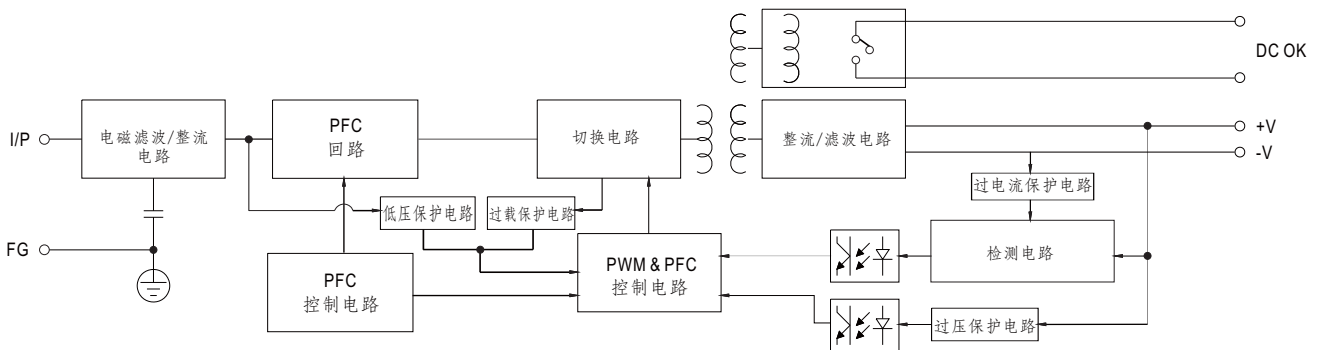 DC OK
I/P
电磁滤波/整流
电路
PFC
回路
切换电路
整流/滤波电路
+V
-V
过电流保护电路
低压保护电路
过载保护电路
FG
PFC
控制电路
PWM & PFC
控制电路
检测电路
过压保护电路